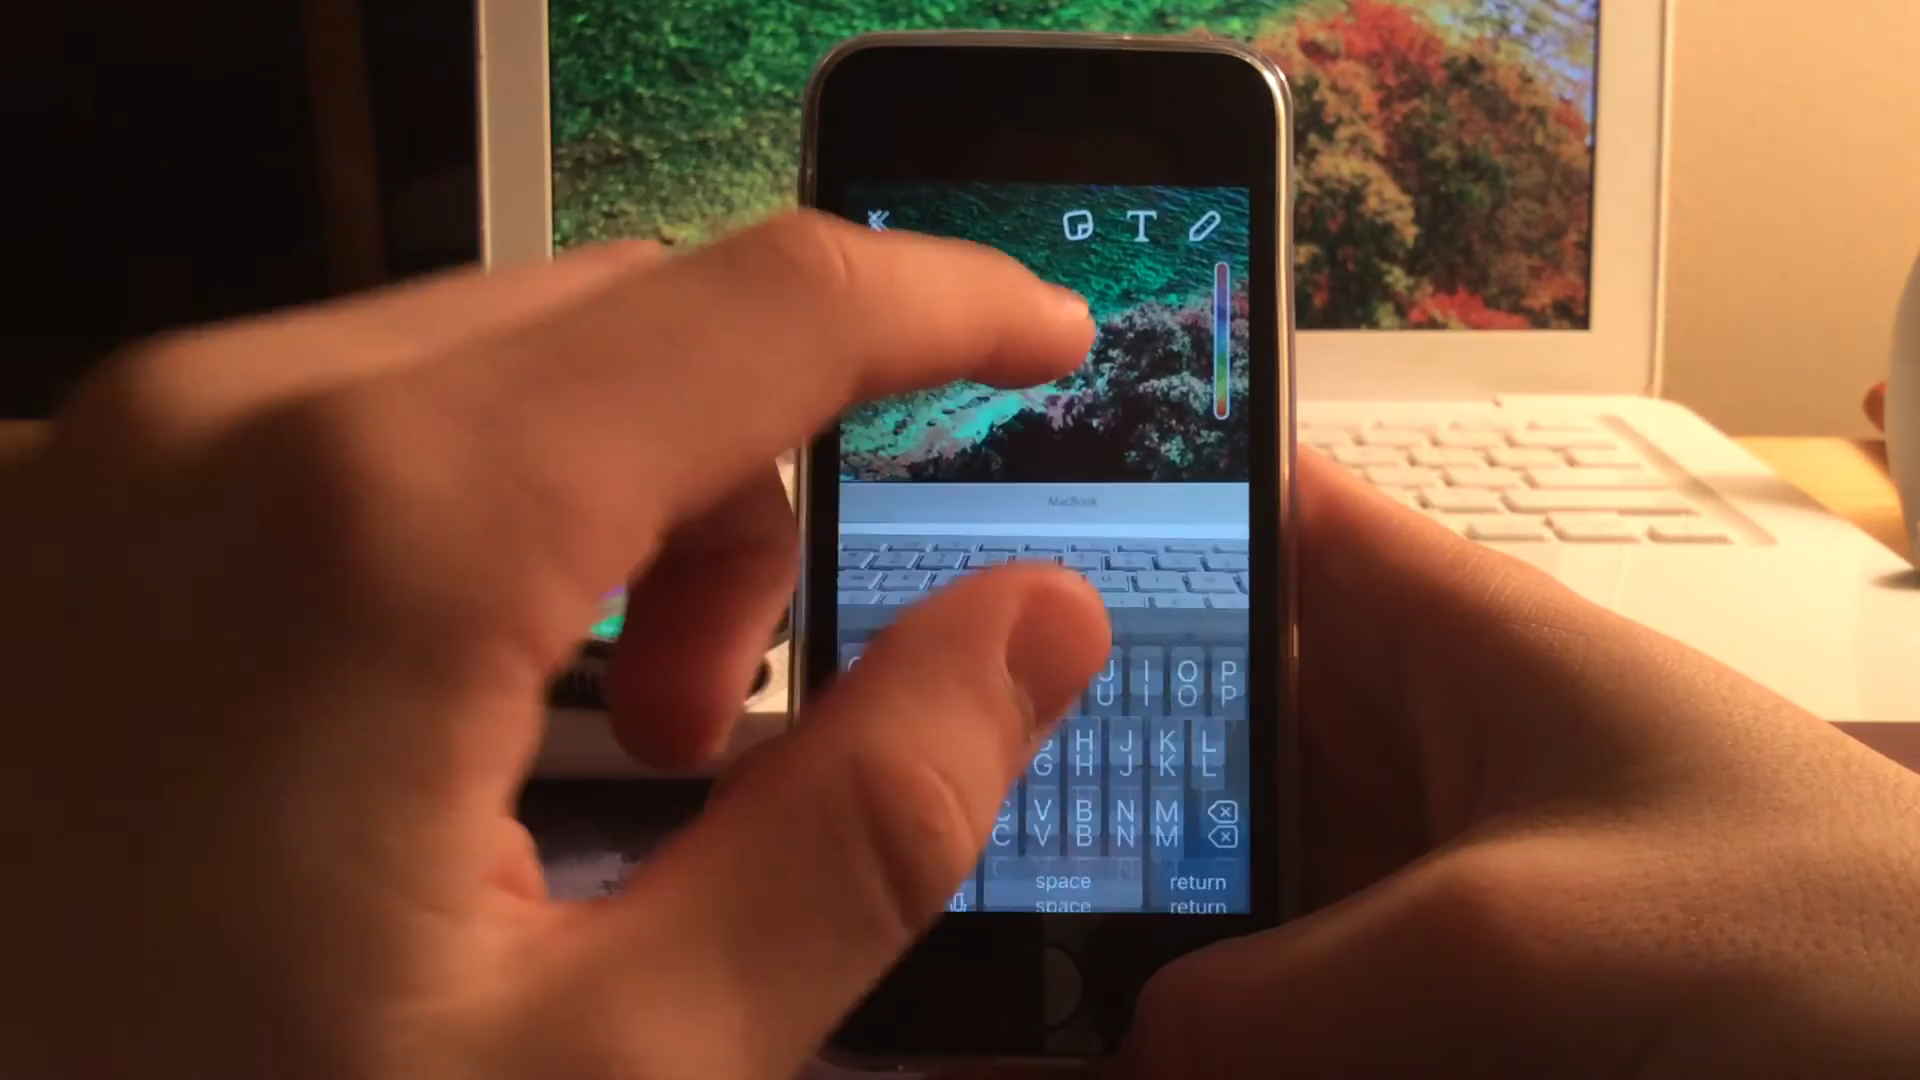 T
MacBook
U I O P
U I O P
G H J K L
G H J K L
C V B N M
C V B N M
space return
space return